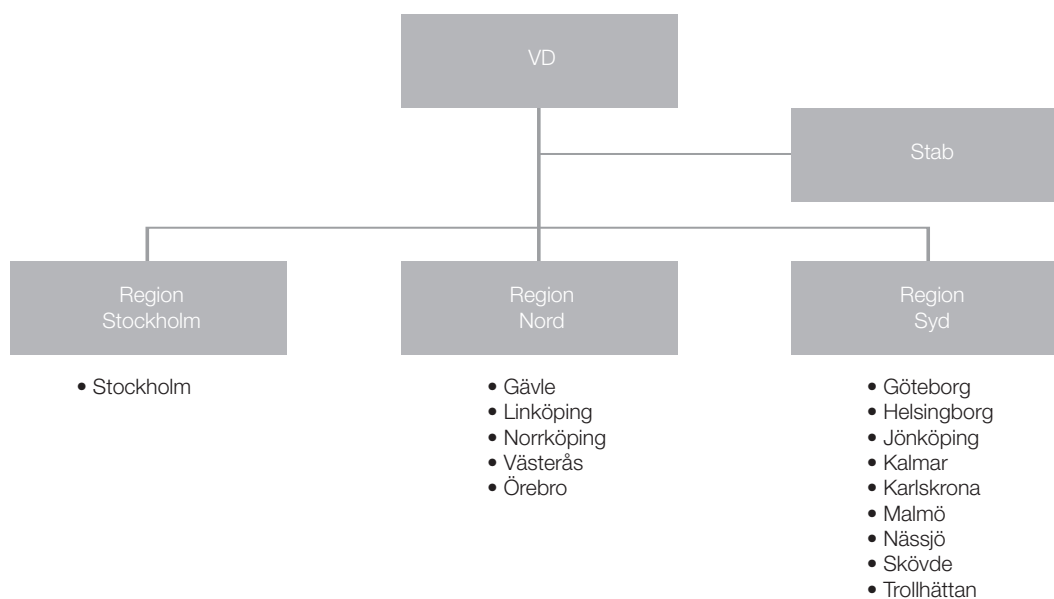 VD
Stab
Region
Stockholm
Region
Nord
Region
Syd
• Stockholm
• Gävle
• Linköping
• Norrköping
• Västerås
• Örebro
• Göteborg
• Helsingborg
• Jönköping
• Kalmar
• Karlskrona
• Malmö
• Nässjö
• Skövde
• Trollhättan